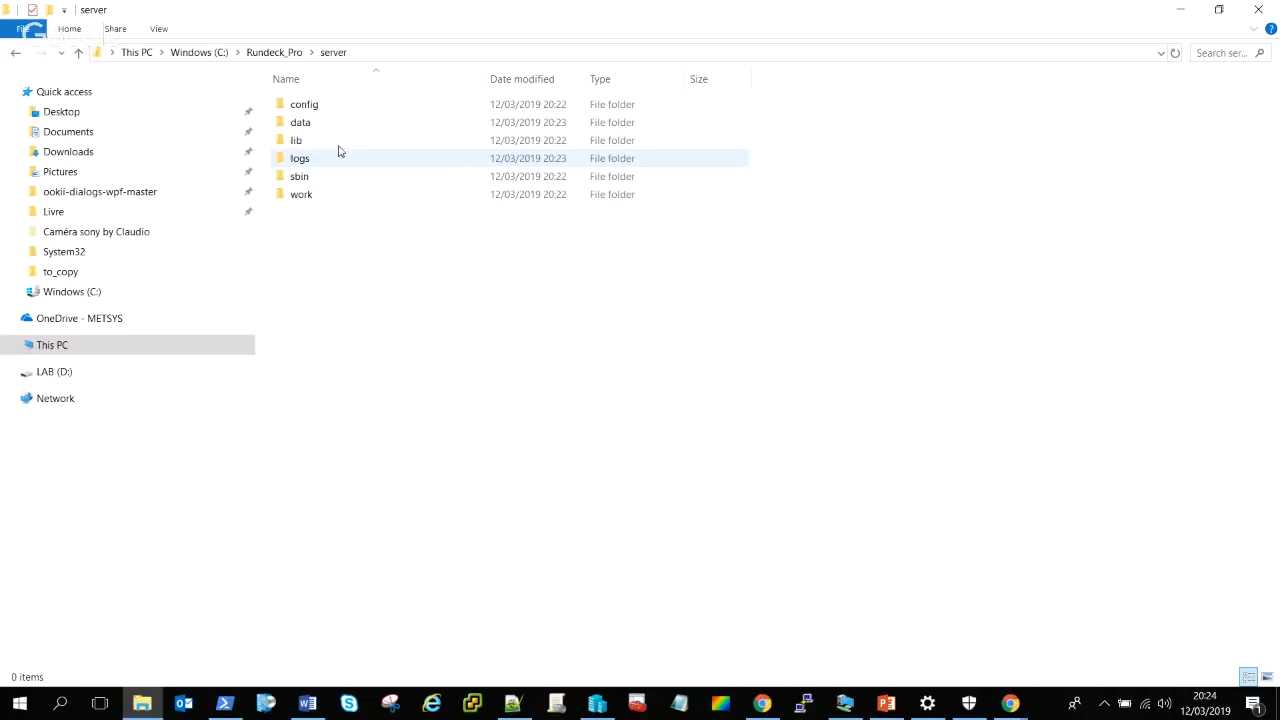 server
File Home Share View
This PC > Windows (C:) > Rundeck_Pro > server
Search ser...
Name Date modified Type Size
Quick access
Desktop
Documents
Downloads
Pictures
ookii-dialogs-wpf-master
Livre
Caméra sony by Claudio
System32
to_copy
Windows (C:)
OneDrive - METSYS
This PC
LAB (D:)
Network
config 12/03/2019 20:22 File folder
data 12/03/2019 20:23 File folder
lib 12/03/2019 20:22 File folder
logs 12/03/2019 20:23 File folder
sbin 12/03/2019 20:22 File folder
work 12/03/2019 20:22 File folder
0 items
20:24
12/03/2019